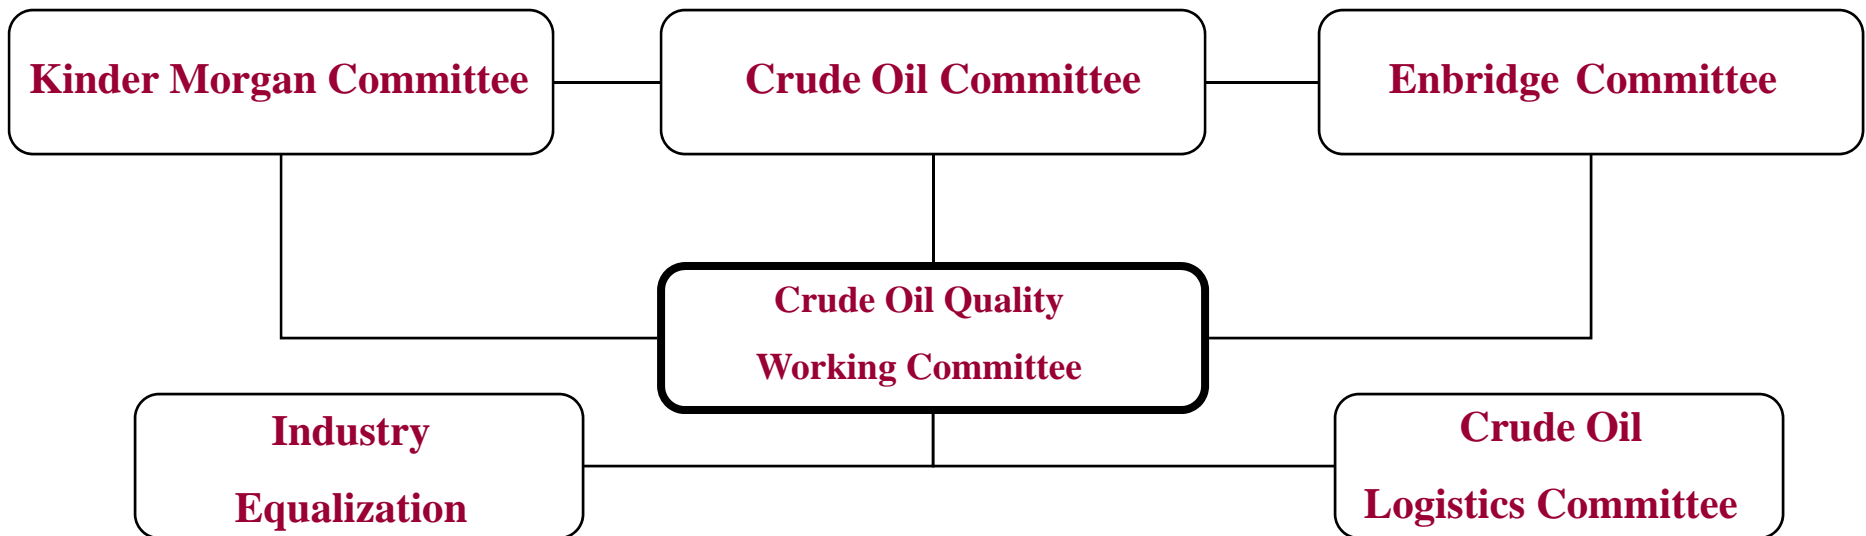 Kinder Morgan Committee
Crude Oil Committee
Enbridge Committee
Crude Oil Quality
Working Committee
Industry
Equalization
Crude Oil
Logistics Committee